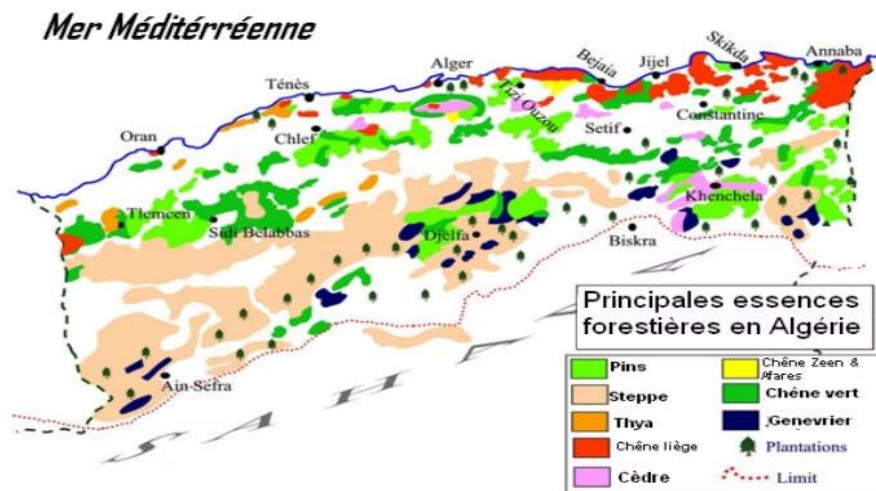 Mer Méditérréenne
Annaba
Skikda
Jijel
Bejaia
Alger
Tizi Ouzou
Ténès
Constantine
Setif
Chlef
Oran
Khenchela
Tlemcen
Sidi Belabbas
Djelfa
Biskra
Ain-Sefra
SAHARA
Principales essences
forestières en Algérie
Pins
Steppe
Thya
Chêne liège
Cèdre
Chêne Zeen &
Afares
Chêne vert
Genevrier
Plantations
Limit